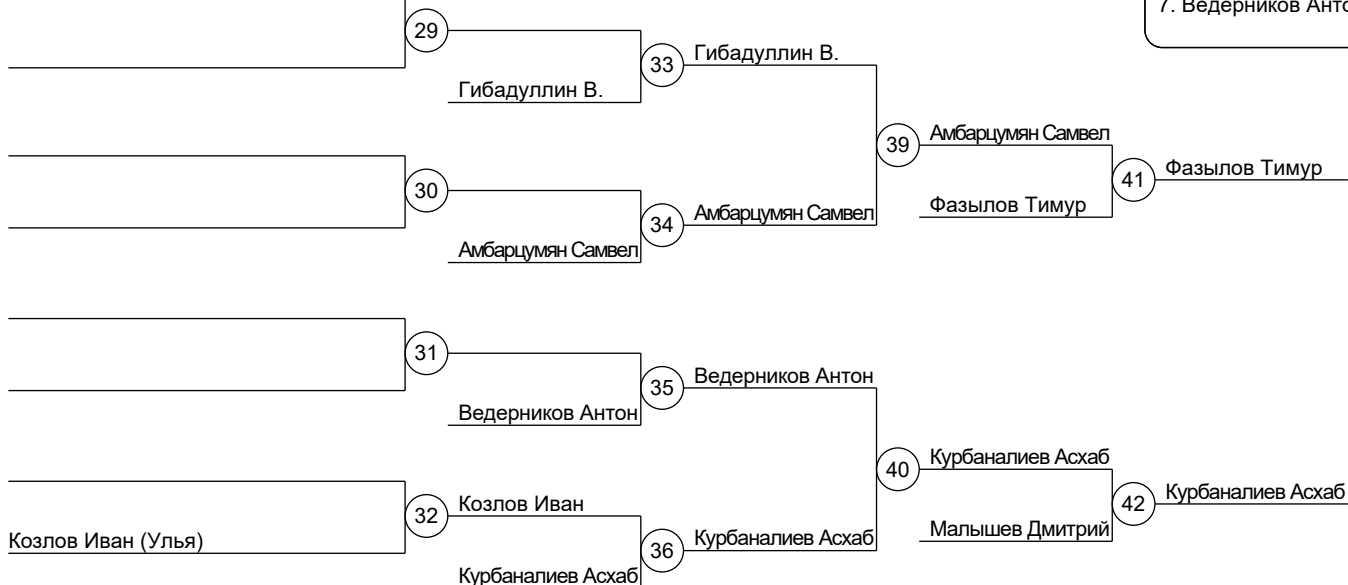 7. Ведерников Анто
29
33
Гибадуллин В.
Гибадуллин В.
39
Амбарцумян Самвел
41
Фазылов Тимур
30
Фазылов Тимур
34
Амбарцумян Самвел
Амбарцумян Самвел
31
35
Ведерников Антон
Ведерников Антон
40
Курбаналиев Асхаб
42
Курбаналиев Асхаб
32
Козлов Иван
Малышев Дмитрий
Козлов Иван (Улья)
36
Курбаналиев Асхаб
Курбаналиев Асхаб